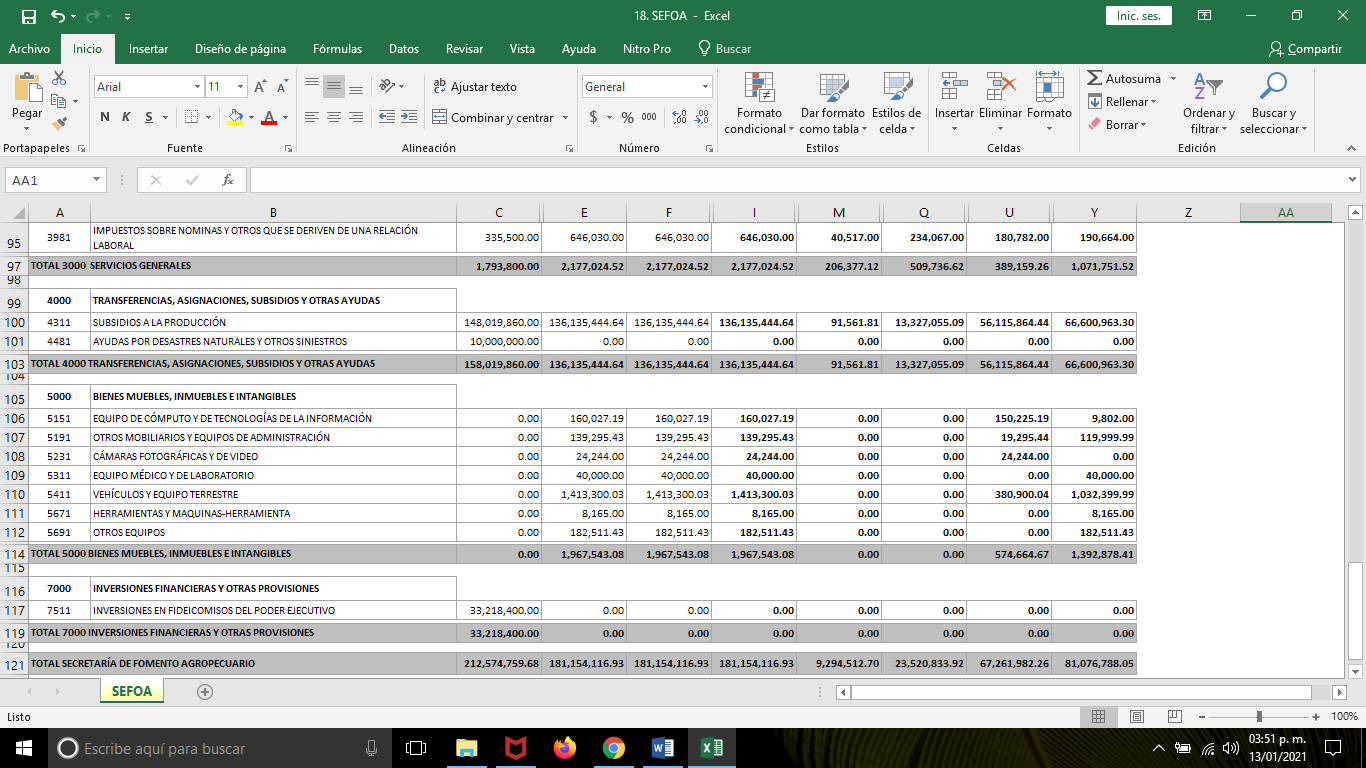 18. SEFOA - Excel
Inic. ses.
Archivo Inicio Insertar Diseño de página Fórmulas Datos Revisar Vista Ayuda Nitro Pro Buscar Compartir
Pegar
Arial 11
N K S
Ajustar texto
Combinar y centrar
General
$ % 000
Formato condicional
Dar formato como tabla
Estilos de celda
Insertar Eliminar Formato
Autosuma
Rellenar
Borrar
Ordenar y filtrar
Buscar y seleccionar
Portapapeles Fuente Alineación Número Estilos Celdas Edición
AA1 fx
A B C E F I M Q U Y Z AA
95 3981 IMPUESTOS SOBRE NOMINAS Y OTROS QUE SE DERIVEN DE UNA RELACIÓN LABORAL 335,500.00 646,030.00 646,030.00 646,030.00 40,517.00 234,067.00 180,782.00 190,664.00
97 TOTAL 3000 SERVICIOS GENERALES 1,793,800.00 2,177,024.52 2,177,024.52 2,177,024.52 206,377.12 509,736.62 389,159.26 1,071,751.52
98
99 4000 TRANSFERENCIAS, ASIGNACIONES, SUBSIDIOS Y OTRAS AYUDAS
100 4311 SUBSIDIOS A LA PRODUCCIÓN 148,019,860.00 136,135,444.64 136,135,444.64 136,135,444.64 91,561.81 13,327,055.09 56,115,864.44 66,600,963.30
101 4481 AYUDAS POR DESASTRES NATURALES Y OTROS SINIESTROS 10,000,000.00 0.00 0.00 0.00 0.00 0.00 0.00 0.00
103 TOTAL 4000 TRANSFERENCIAS, ASIGNACIONES, SUBSIDIOS Y OTRAS AYUDAS 158,019,860.00 136,135,444.64 136,135,444.64 136,135,444.64 91,561.81 13,327,055.09 56,115,864.44 66,600,963.30
104
105 5000 BIENES MUEBLES, INMUEBLES E INTANGIBLES
106 5151 EQUIPO DE CÓMPUTO Y DE TECNOLOGÍAS DE LA INFORMACIÓN 0.00 160,027.19 160,027.19 160,027.19 0.00 0.00 150,225.19 9,802.00
107 5191 OTROS MOBILIARIOS Y EQUIPOS DE ADMINISTRACIÓN 0.00 139,295.43 139,295.43 139,295.43 0.00 0.00 19,295.44 119,999.99
108 5231 CÁMARAS FOTOGRÁFICAS Y DE VIDEO 0.00 24,244.00 24,244.00 24,244.00 0.00 0.00 24,244.00 0.00
109 5311 EQUIPO MÉDICO Y DE LABORATORIO 0.00 40,000.00 40,000.00 40,000.00 0.00 0.00 0.00 40,000.00
110 5411 VEHÍCULOS Y EQUIPO TERRESTRE 0.00 1,413,300.03 1,413,300.03 1,413,300.03 0.00 0.00 380,900.04 1,032,399.99
111 5671 HERRAMIENTAS Y MAQUINAS-HERRAMIENTA 0.00 8,165.00 8,165.00 8,165.00 0.00 0.00 0.00 8,165.00
112 5691 OTROS EQUIPOS 0.00 182,511.43 182,511.43 182,511.43 0.00 0.00 0.00 182,511.43
114 TOTAL 5000 BIENES MUEBLES, INMUEBLES E INTANGIBLES 0.00 1,967,543.08 1,967,543.08 1,967,543.08 0.00 0.00 574,664.67 1,392,878.41
115
116 7000 INVERSIONES FINANCIERAS Y OTRAS PROVISIONES
117 7511 INVERSIONES EN FIDEICOMISOS DEL PODER EJECUTIVO 33,218,400.00 0.00 0.00 0.00 0.00 0.00 0.00 0.00
119 TOTAL 7000 INVERSIONES FINANCIERAS Y OTRAS PROVISIONES 33,218,400.00 0.00 0.00 0.00 0.00 0.00 0.00 0.00
120
121 TOTAL SECRETARÍA DE FOMENTO AGROPECUARIO 212,574,759.68 181,154,116.93 181,154,116.93 181,154,116.93 9,294,512.70 23,520,833.92 67,261,982.26 81,076,788.05
SEFOA
Listo 100%
Escribe aquí para buscar
03:51 p. m.
13/01/2021